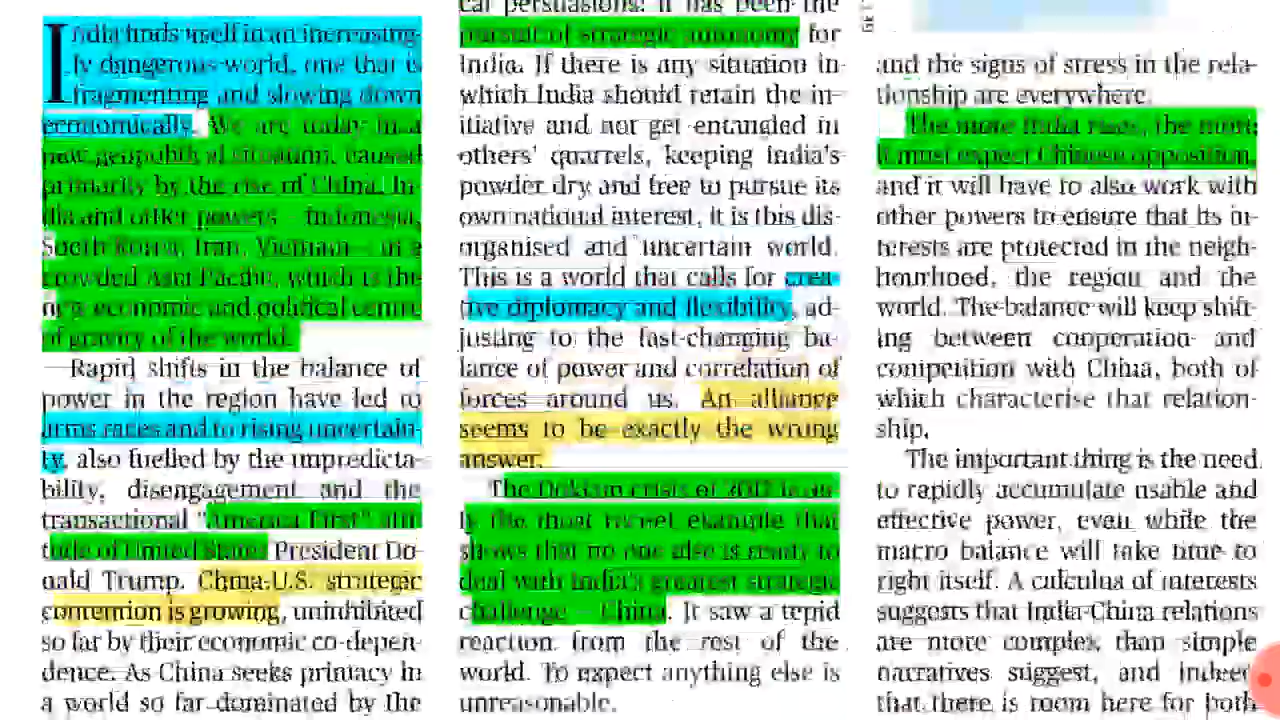 India finds itself in an increasing-
ly dangerous world, one that is
fragmenting and slowing down
economically. We are today in a
new geopolitical situation, caused
primarily by the rise of China. In-
dia and other powers — Indonesia,
South Korea, Iran, Vietnam — in a
crowded Asia Pacific, which is the
new economic and political centre
of gravity of the world.
Rapid shifts in the balance of
power in the region have led to
arms races and to rising uncertain-
ty, also fuelled by the unpredicta-
bility, disengagement and the
transactional "America First" atti-
tude of United States President Do-
nald Trump. China-U.S. strategic
contention is growing, uninhibited
so far by their economic co-depen-
dence. As China seeks primacy in
a world so far dominated by the
cal persuasions: it has been the
pursuit of strategic autonomy for
India. If there is any situation in
which India should retain the in-
itiative and not get entangled in
others' quarrels, keeping India's
powder dry and free to pursue its
own national interest, it is this dis-
organised and uncertain world.
This is a world that calls for crea-
tive diplomacy and flexibility, ad-
justing to the fast-changing ba-
lance of power and correlation of
forces around us. An alliance
seems to be exactly the wrong
answer.
The Doklam crisis of 2017 is on-
ly the most recent example that
shows that no one else is ready to
deal with India's greatest strategic
challenge — China. It saw a tepid
reaction from the rest of the
world. To expect anything else is
unreasonable.
and the signs of stress in the rela-
tionship are everywhere.
The more India rises, the more
it must expect Chinese opposition,
and it will have to also work with
other powers to ensure that its in-
terests are protected in the neigh-
bourhood, the region and the
world. The balance will keep shift-
ing between cooperation and
competition with China, both of
which characterise that relation-
ship.
The important thing is the need
to rapidly accumulate usable and
effective power, even while the
macro balance will take time to
right itself. A calculus of interests
suggests that India-China relations
are more complex than simple
narratives suggest, and indeed
that there is room here for both